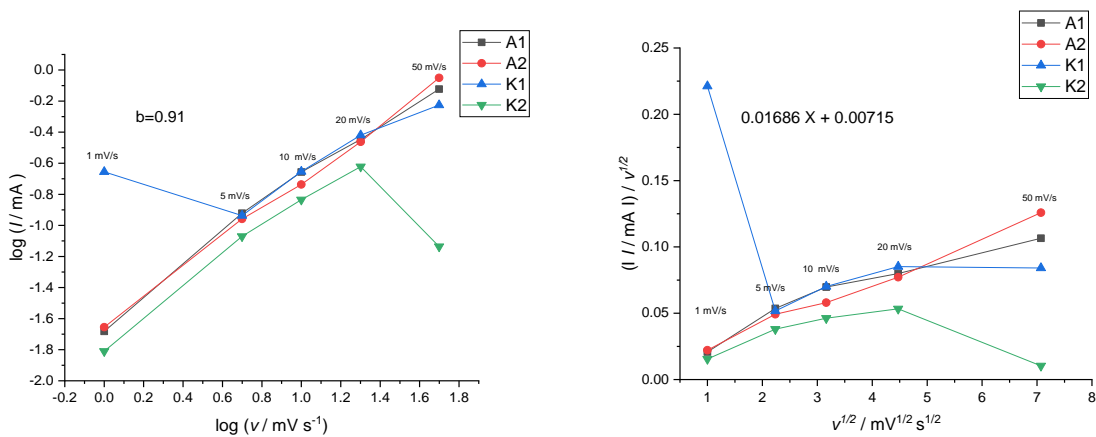 A1
A2
K1
K2
0.0
-0.2
-0.4
-0.6
-0.8
-1.0
-1.2
-1.4
-1.6
-1.8
-2.0
log (I / mA )
b=0.91
1 mV/s
5 mV/s
10 mV/s
20 mV/s
50 mV/s
-0.2 0.0 0.2 0.4 0.6 0.8 1.0 1.2 1.4 1.6 1.8
log (v / mV s⁻¹)
A1
A2
K1
K2
0.25
0.20
0.15
0.10
0.05
0.00
(I I / mA I) / v^1/2
0.01686 X + 0.00715
1 mV/s
5 mV/s
10 mV/s
20 mV/s
50 mV/s
1 2 3 4 5 6 7 8
v^1/2 / mV^1/2 s^1/2